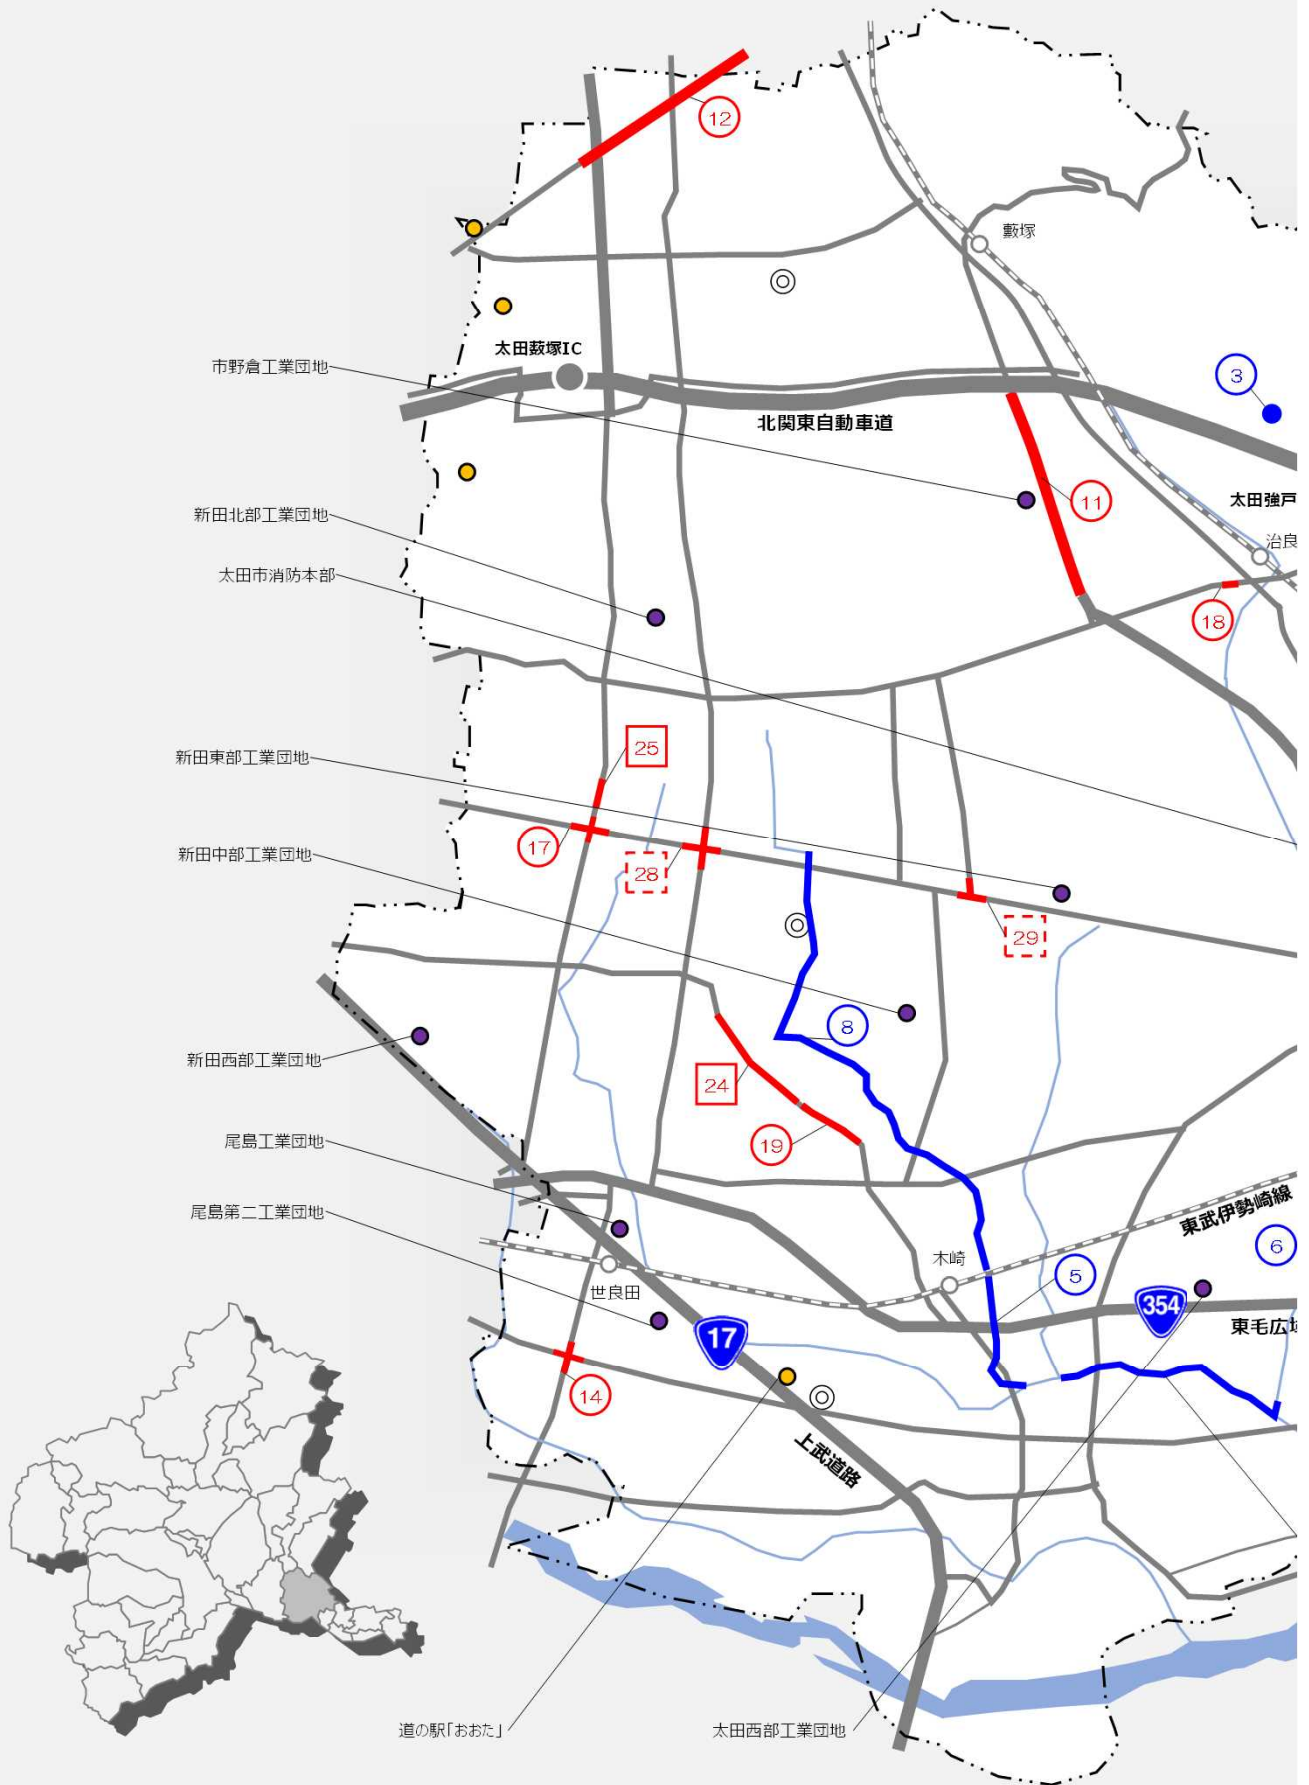 12
藪塚
太田薮塚IC
市野倉工業団地
3
北関東自動車道
11
太田強戸
新田北部工業団地
治良
太田市消防本部
18
25
新田東部工業団地
17
新田中部工業団地
28
29
8
新田西部工業団地
24
尾島工業団地
19
尾島第二工業団地
東武伊勢崎線
6
木崎
5
世良田
354
17
東毛広域
14
上武道路
道の駅「おおた」
太田西部工業団地